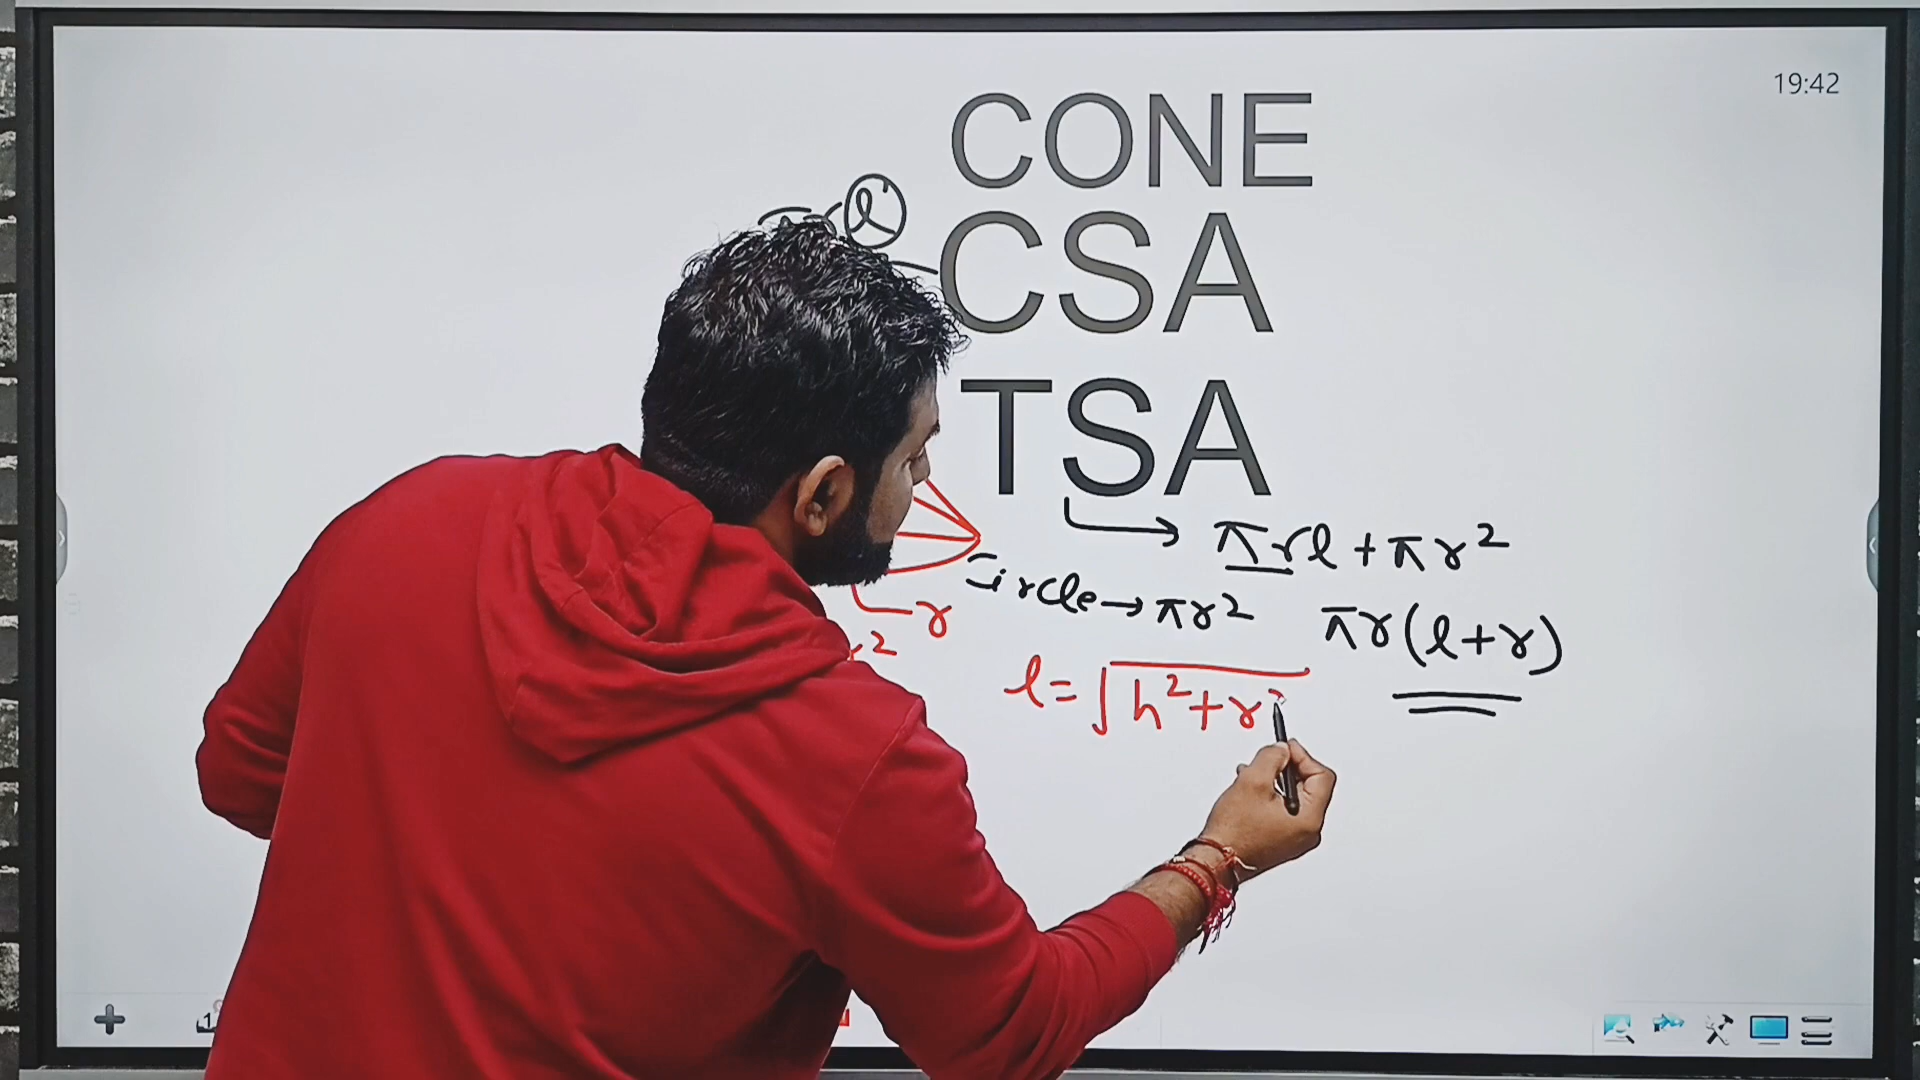 19:42
CONE
l
CSA
TSA
πrl + πr²
Circle → πr²
πr(l+r)
r
l = √h² + r²